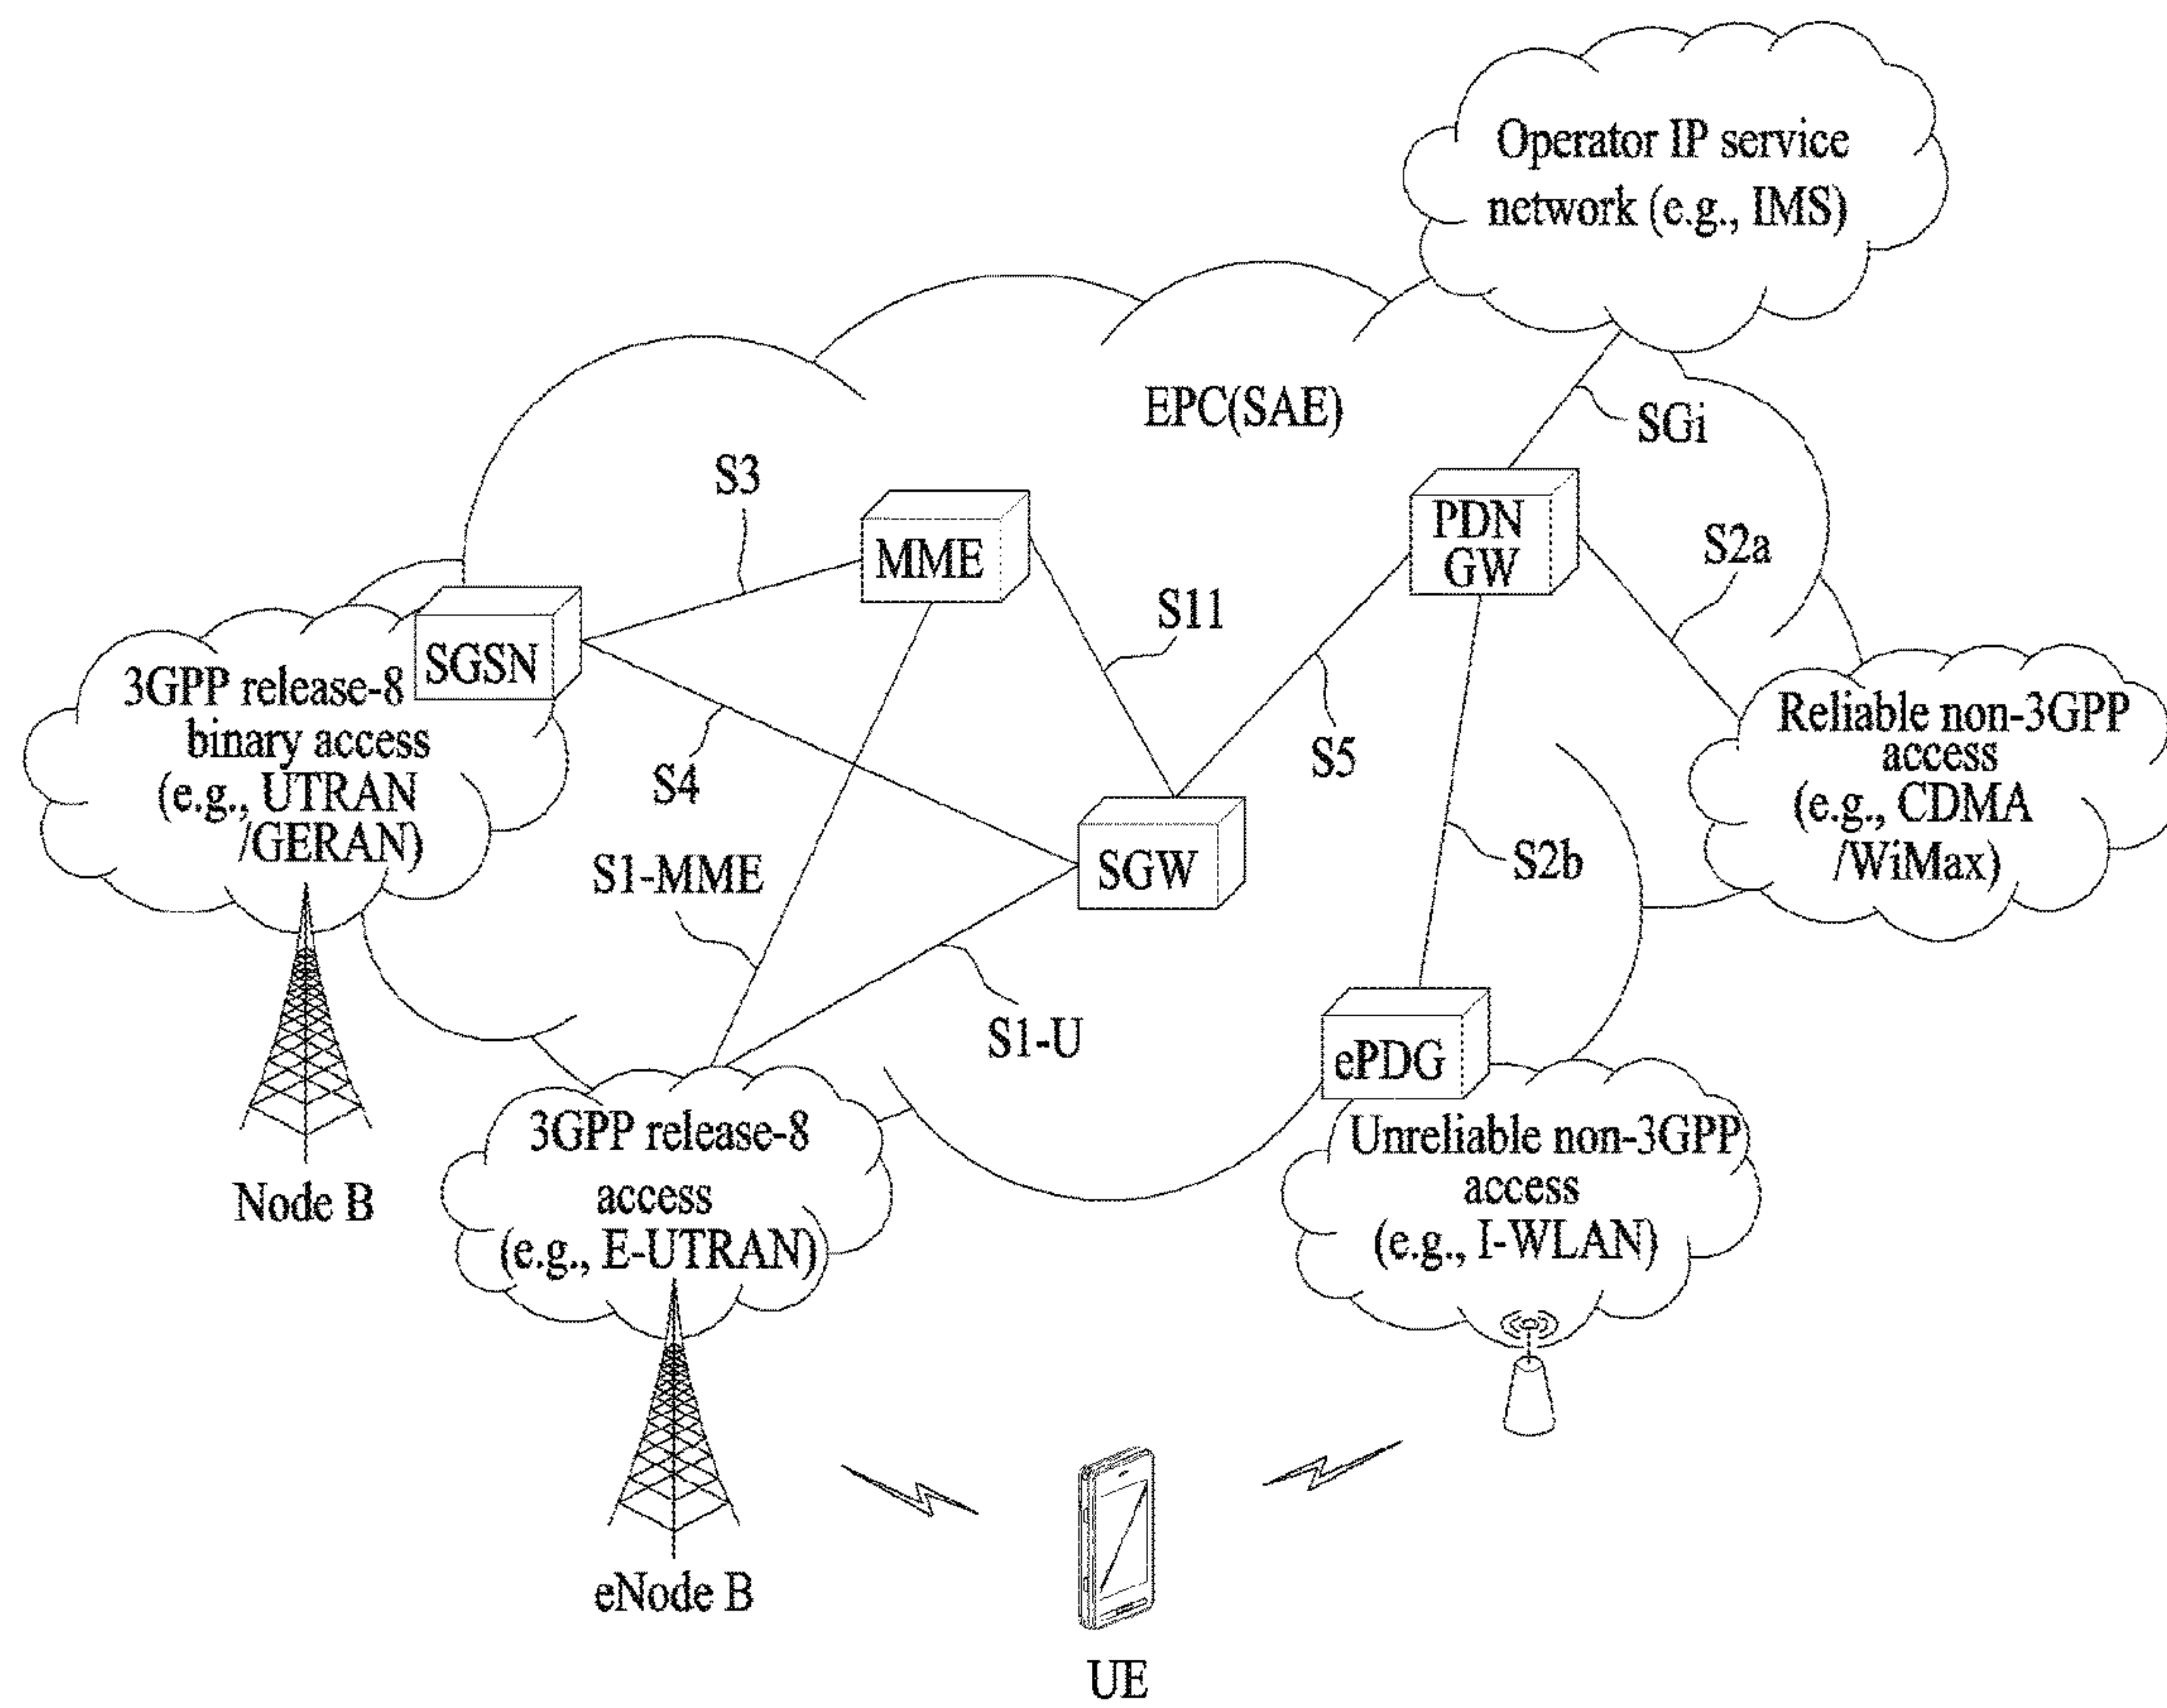 Operator IP service
network (e.g., IMS)
EPC(SAE)
SGi
S3
MME
PDN
GW
S2a
S11
SGSN
3GPP release-8
binary access
(e.g., UTRAN
/GERAN)
S4
S5
Reliable non-3GPP
access
(e.g., CDMA
/WiMax)
S1-MME
SGW
S2b
S1-U
ePDG
Node B
3GPP release-8
access
(e.g., E-UTRAN)
Unreliable non-3GPP
access
(e.g., I-WLAN)
eNode B
UE